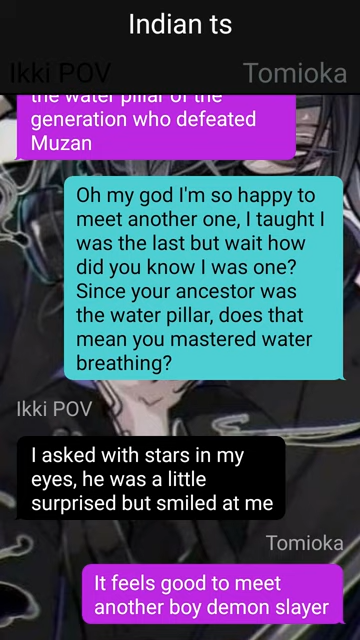 Indian ts
Ikki POV
Tomioka
the water pillar of the
generation who defeated
Muzan
Oh my god I'm so happy to
meet another one, I taught I
was the last but wait how
did you know I was one?
Since your ancestor was
the water pillar, does that
mean you mastered water
breathing?
Ikki POV
I asked with stars in my
eyes, he was a little
surprised but smiled at me
Tomioka
It feels good to meet
another boy demon slayer